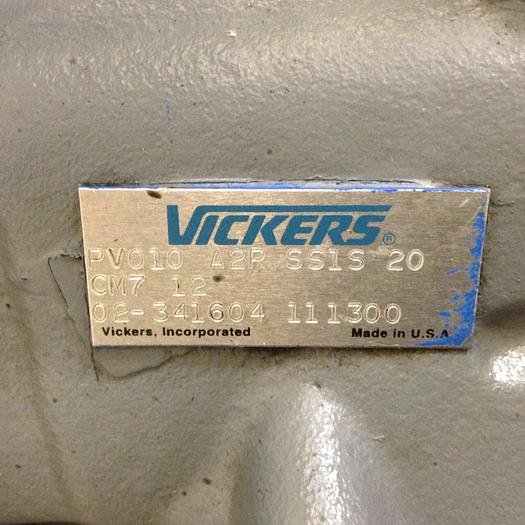 VICKERS®
PVQ10 A2R SS1S 20
CM7 12
02-341604 111300
Vickers, Incorporated Made in U.S.A